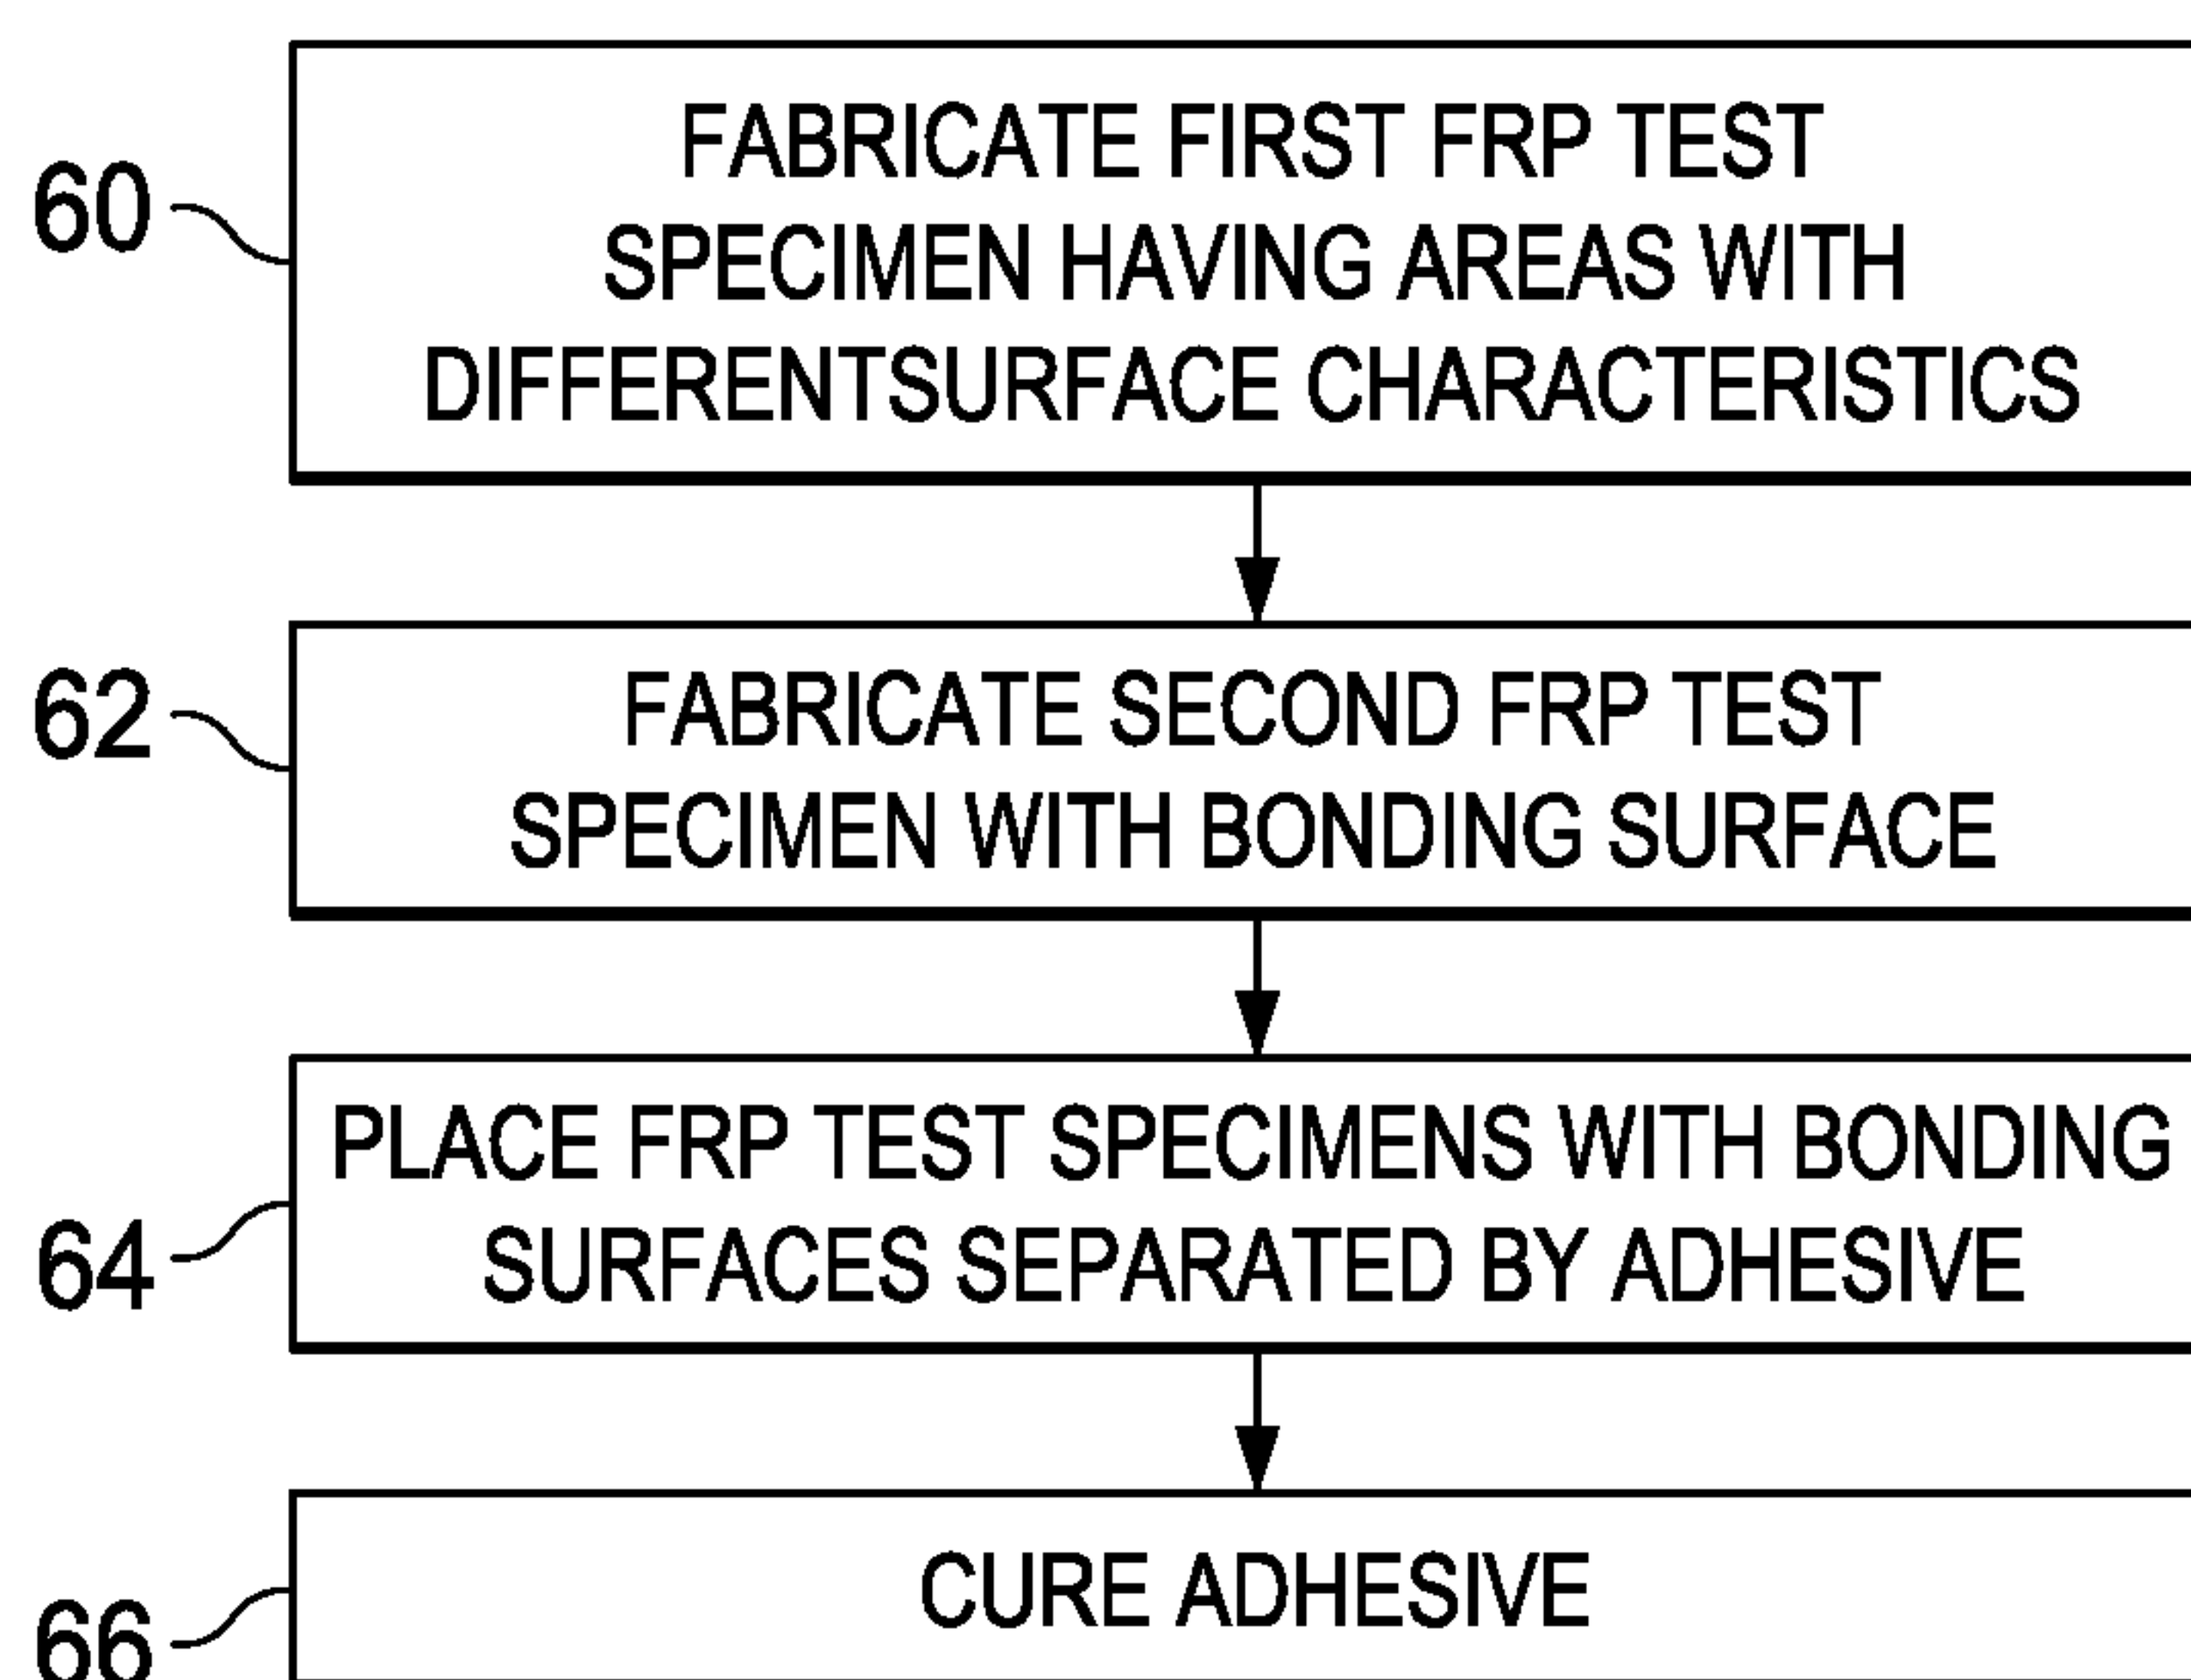 60
FABRICATE FIRST FRP TEST
SPECIMEN HAVING AREAS WITH
DIFFERENTSURFACE CHARACTERISTICS
62
FABRICATE SECOND FRP TEST
SPECIMEN WITH BONDING SURFACE
64
PLACE FRP TEST SPECIMENS WITH BONDING
SURFACES SEPARATED BY ADHESIVE
66
CURE ADHESIVE